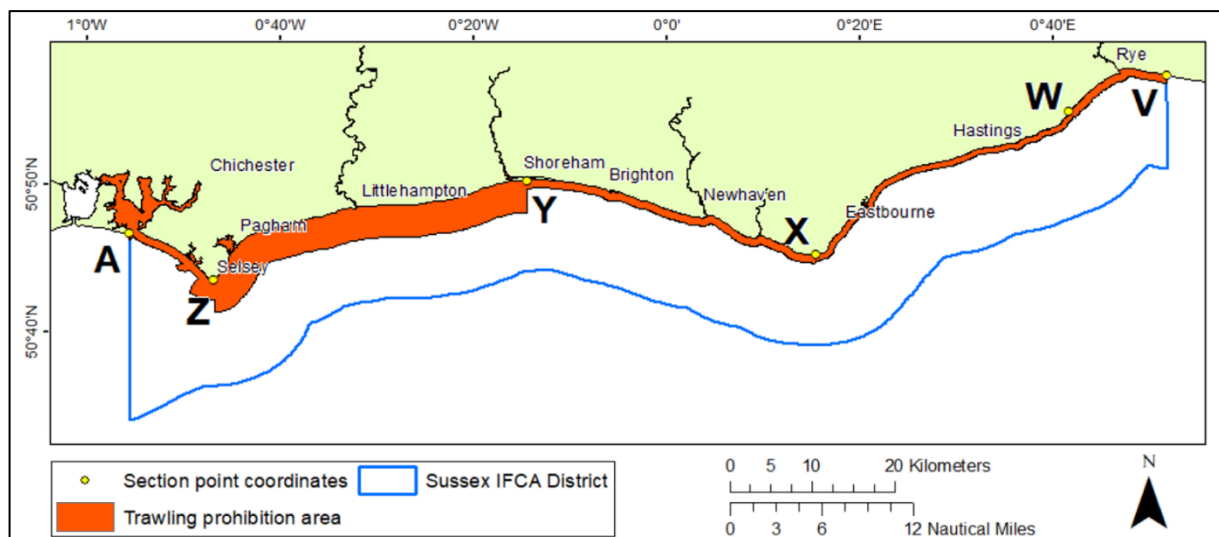 1°0'W 0°40'W 0°20'W 0°0' 0°20'E 0°40'E
Rye
W V
Hastings
Chichester
50°50'N
Shoreham
Littlehampton Brighton
Newhaven
Eastbourne
Y
Pagham
X
A Selsey
Z
50°40'N
N
Section point coordinates Sussex IFCA District
Trawling prohibition area
0 5 10 20 Kilometers
0 3 6 12 Nautical Miles